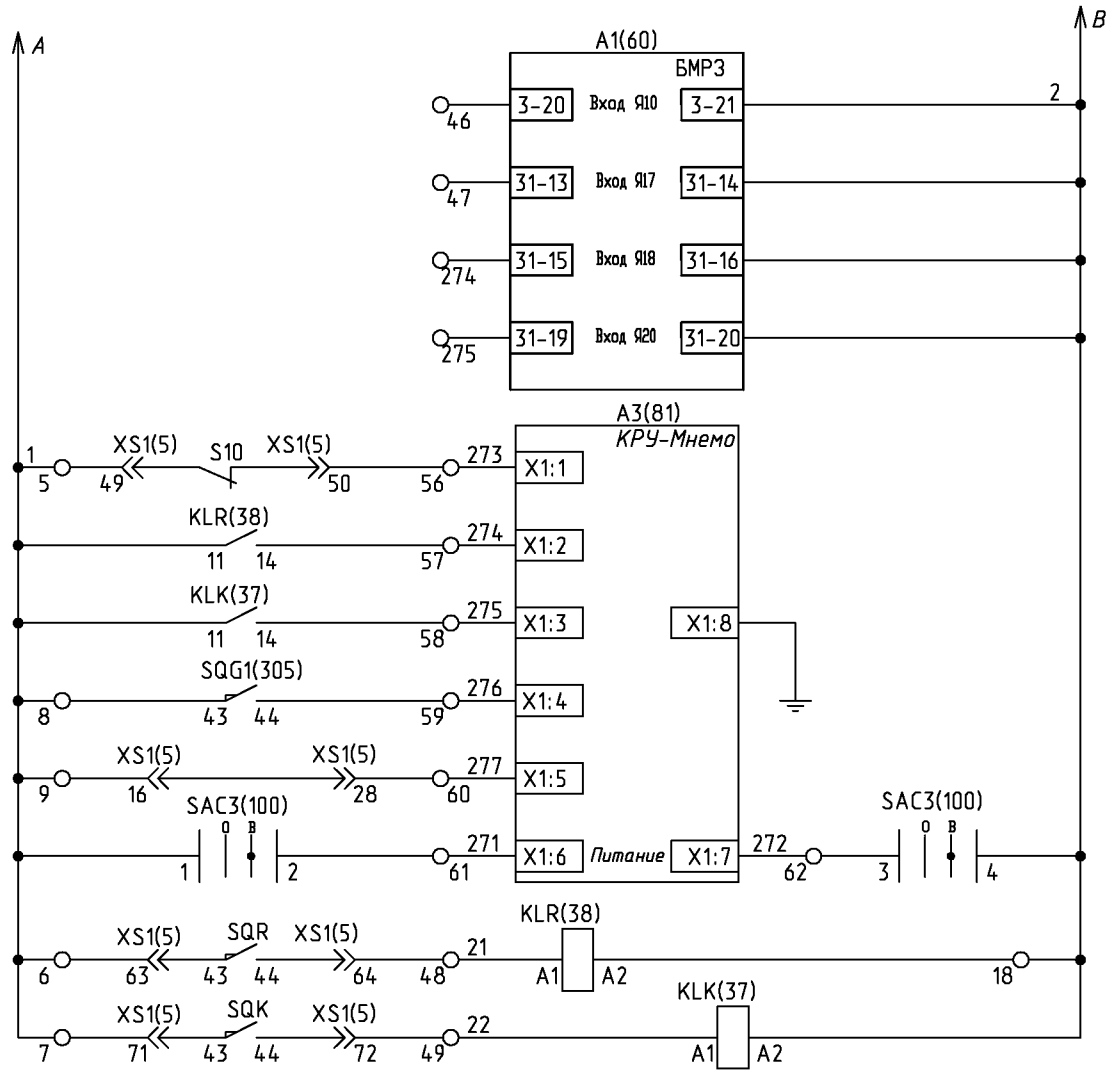 A
B
A1(60)
БМРЗ
46 3-20 Вход Я10 3-21 2
47 31-13 Вход Я17 31-14
274 31-15 Вход Я18 31-16
275 31-19 Вход Я20 31-20
A3(81)
КРУ-Мнемо
1 XS1(5) S10 XS1(5) 273 X1:1
5 49 50 56
KLR(38) 274 X1:2
11 14 57
KLK(37) 275 X1:3 X1:8
11 14 58
SQG1(305) 276 X1:4
8 43 44 59
XS1(5) XS1(5) 277 X1:5
9 16 28 60
SAC3(100) SAC3(100)
0 В 0 В
271 X1:6 Питание X1:7 272
1 2 61 62 3 4
KLR(38)
XS1(5) SQR XS1(5) 21
6 63 43 44 64 48 A1 A2 18
KLK(37)
XS1(5) SQK XS1(5) 22
7 71 43 44 72 49 A1 A2